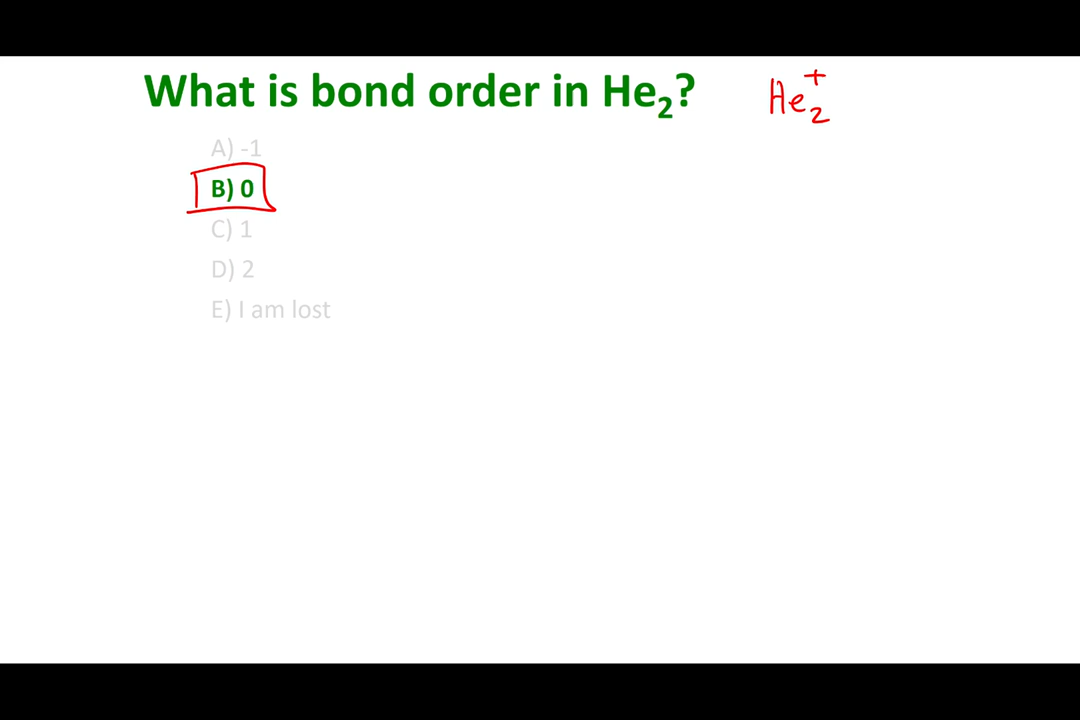 What is bond order in He₂? He₂⁺
A) -1
B) 0
C) 1
D) 2
E) I am lost